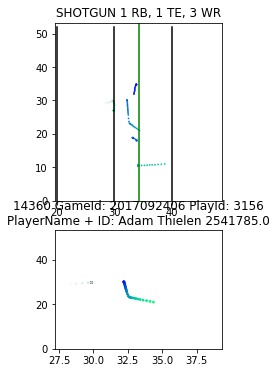 SHOTGUN 1 RB, 1 TE, 3 WR
50
40
30
20
10
0
20 30 40
14360 GameId: 2017092406 PlayId: 3156
PlayerName + ID: Adam Thielen 2541785.0
40
20
0
27.5 30.0 32.5 35.0 37.5